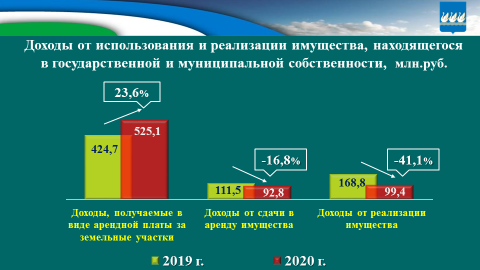 Доходы от использования и реализации имущества, находящегося
в государственной и муниципальной собственности, млн.руб.
23,6%
424,7
525,1
-16,8%
111,5
92,8
-41,1%
168,8
99,4
Доходы, получаемые в
виде арендной платы за
земельные участки
Доходы от сдачи в
аренду имущества
Доходы от реализации
имущества
2019 г.
2020 г.